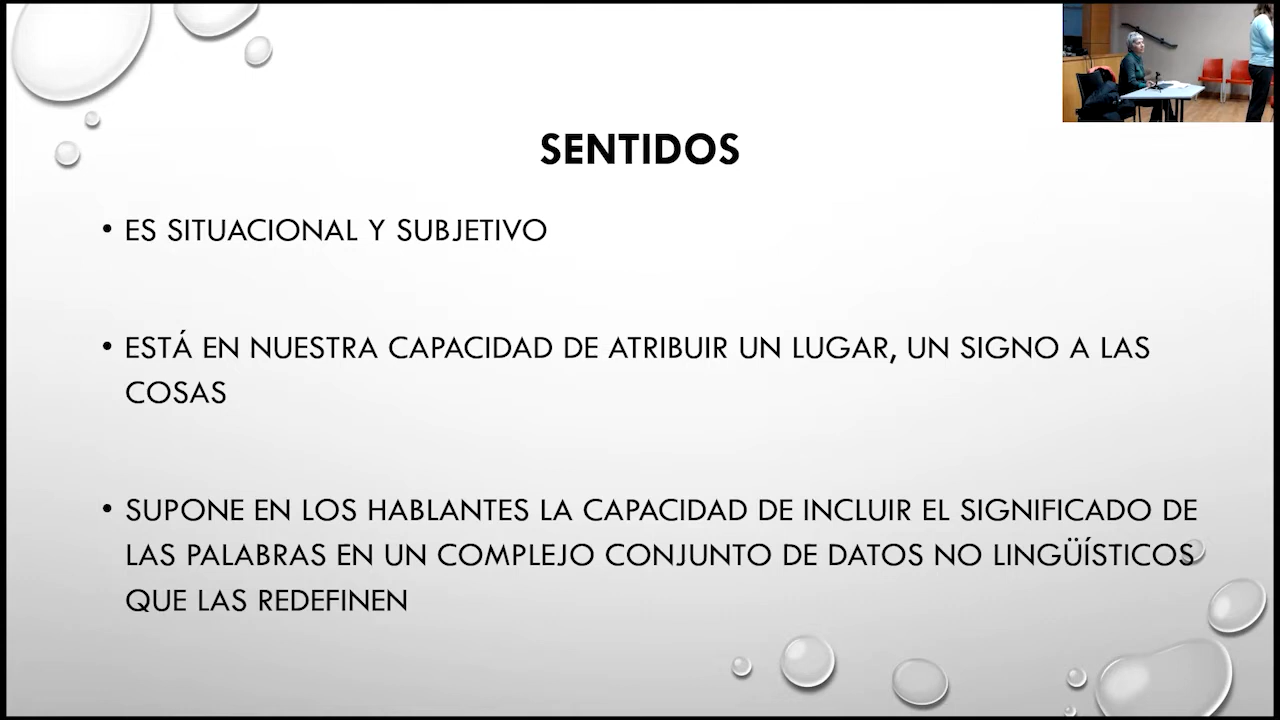 SENTIDOS
• ES SITUACIONAL Y SUBJETIVO
• ESTÁ EN NUESTRA CAPACIDAD DE ATRIBUIR UN LUGAR, UN SIGNO A LAS
COSAS
• SUPONE EN LOS HABLANTES LA CAPACIDAD DE INCLUIR EL SIGNIFICADO DE
LAS PALABRAS EN UN COMPLEJO CONJUNTO DE DATOS NO LINGÜÍSTICOS
QUE LAS REDEFINEN